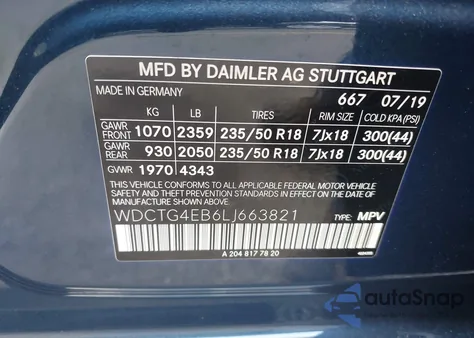 MFD BY DAIMLER AG STUTTGART
MADE IN GERMANY 667 07/19
KG LB TIRES RIM SIZE COLD KPA(PSI)
GAWR FRONT 1070 2359 235/50 R18 7Jx18 300(44)
GAWR REAR 930 2050 235/50 R18 7Jx18 300(44)
GVWR 1970 4343
THIS VEHICLE CONFORMS TO ALL APPLICABLE FEDERAL MOTOR VEHICLE SAFETY STANDARDS IN EFFECT ON THE DATE OF MANUFACTURE SHOWN ABOVE
WDCTG4EB6LJ663821 TYPE: MPV
A 204 817 78 20
autoSnap